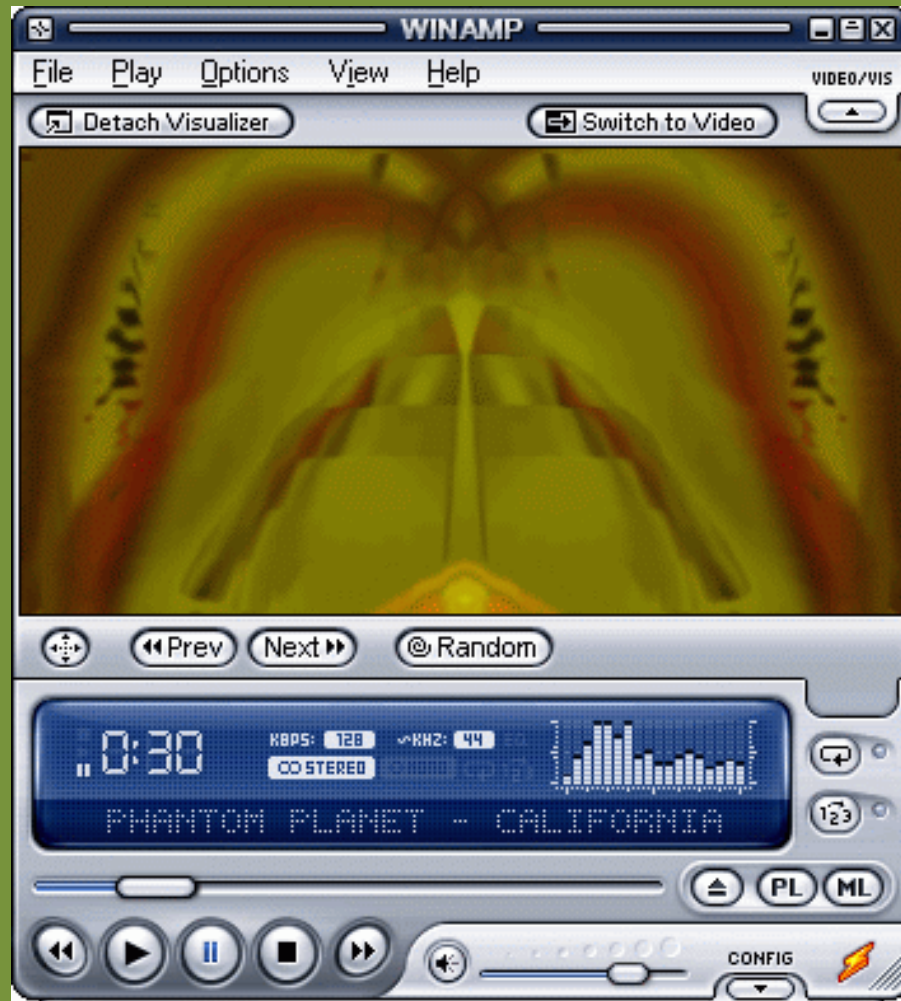 WINAMP
File Play Options View Help
VIDEO/VIS
Detach Visualizer Switch to Video
Prev Next Random
0:30 KBPS: 128 KHZ: 44
STEREO
PHANTOM PLANET - CALIFORNIA
123
PL ML
CONFIG